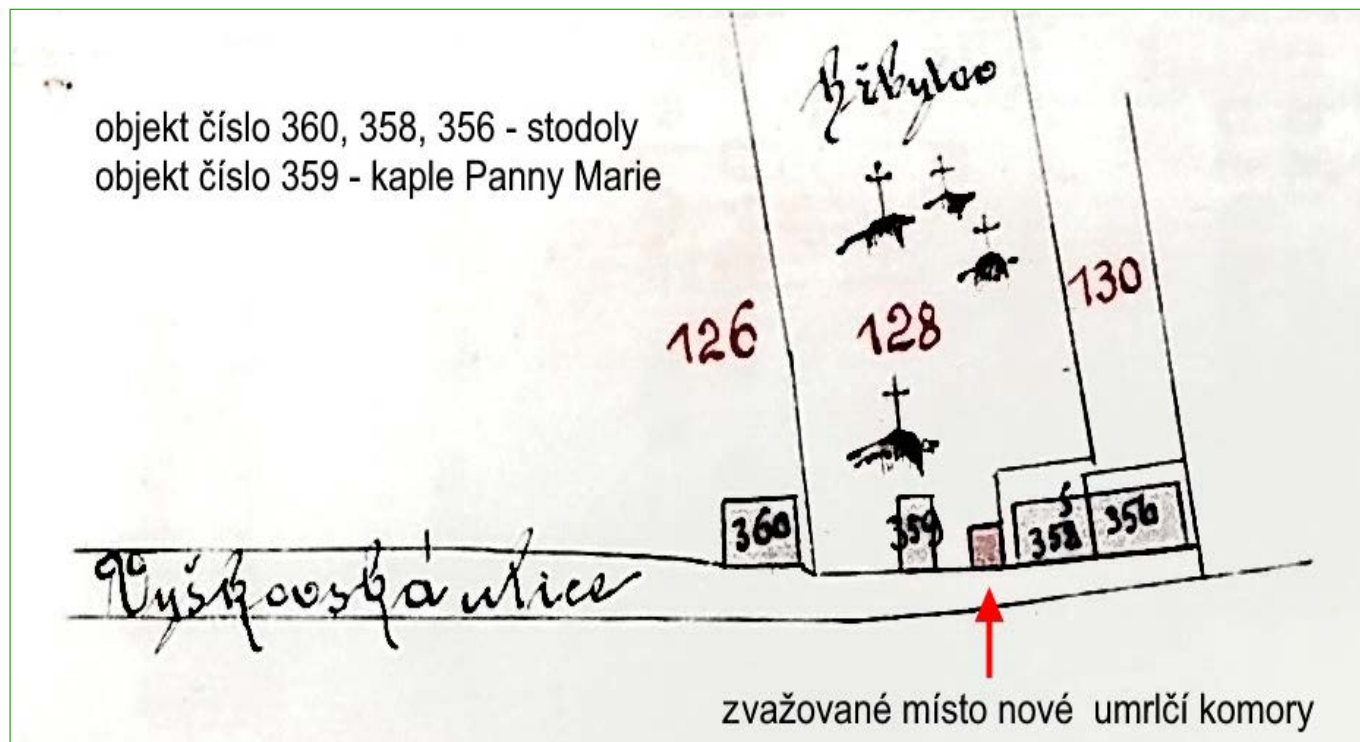 objekt číslo 360, 358, 356 - stodoly
objekt číslo 359 - kaple Panny Marie
126
128
130
360
359
358
356
Vyškovská ulice
zvažované místo nové umrlčí komory